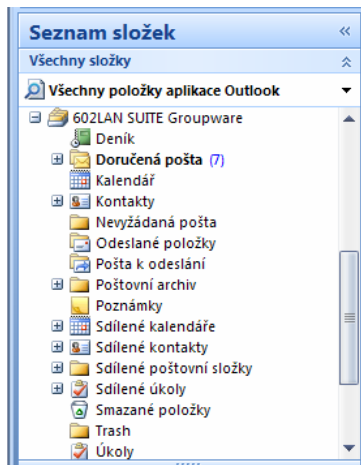 Seznam složek
Všechny složky
Všechny položky aplikace Outlook
602LAN SUITE Groupware
Deník
Doručená pošta (7)
Kalendář
Kontakty
Nevyžádaná pošta
Odeslané položky
Pošta k odeslání
Poštovní archiv
Poznámky
Sdílené kalendáře
Sdílené kontakty
Sdílené poštovní složky
Sdílené úkoly
Smazané položky
Trash
Úkoly